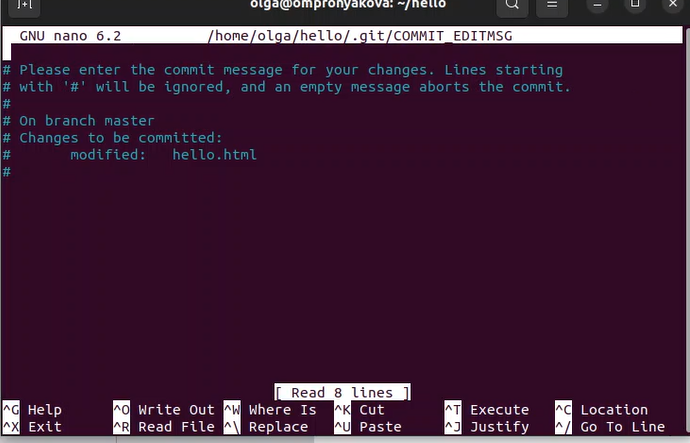 olga@ompronyakova: ~/hello
GNU nano 6.2 /home/olga/hello/.git/COMMIT_EDITMSG
# Please enter the commit message for your changes. Lines starting
# with '#' will be ignored, and an empty message aborts the commit.
#
# On branch master
# Changes to be committed:
#       modified:   hello.html
#
[ Read 8 lines ]
^G Help ^O Write Out ^W Where Is ^K Cut ^T Execute ^C Location
^X Exit ^R Read File ^\ Replace ^U Paste ^J Justify ^/ Go To Line